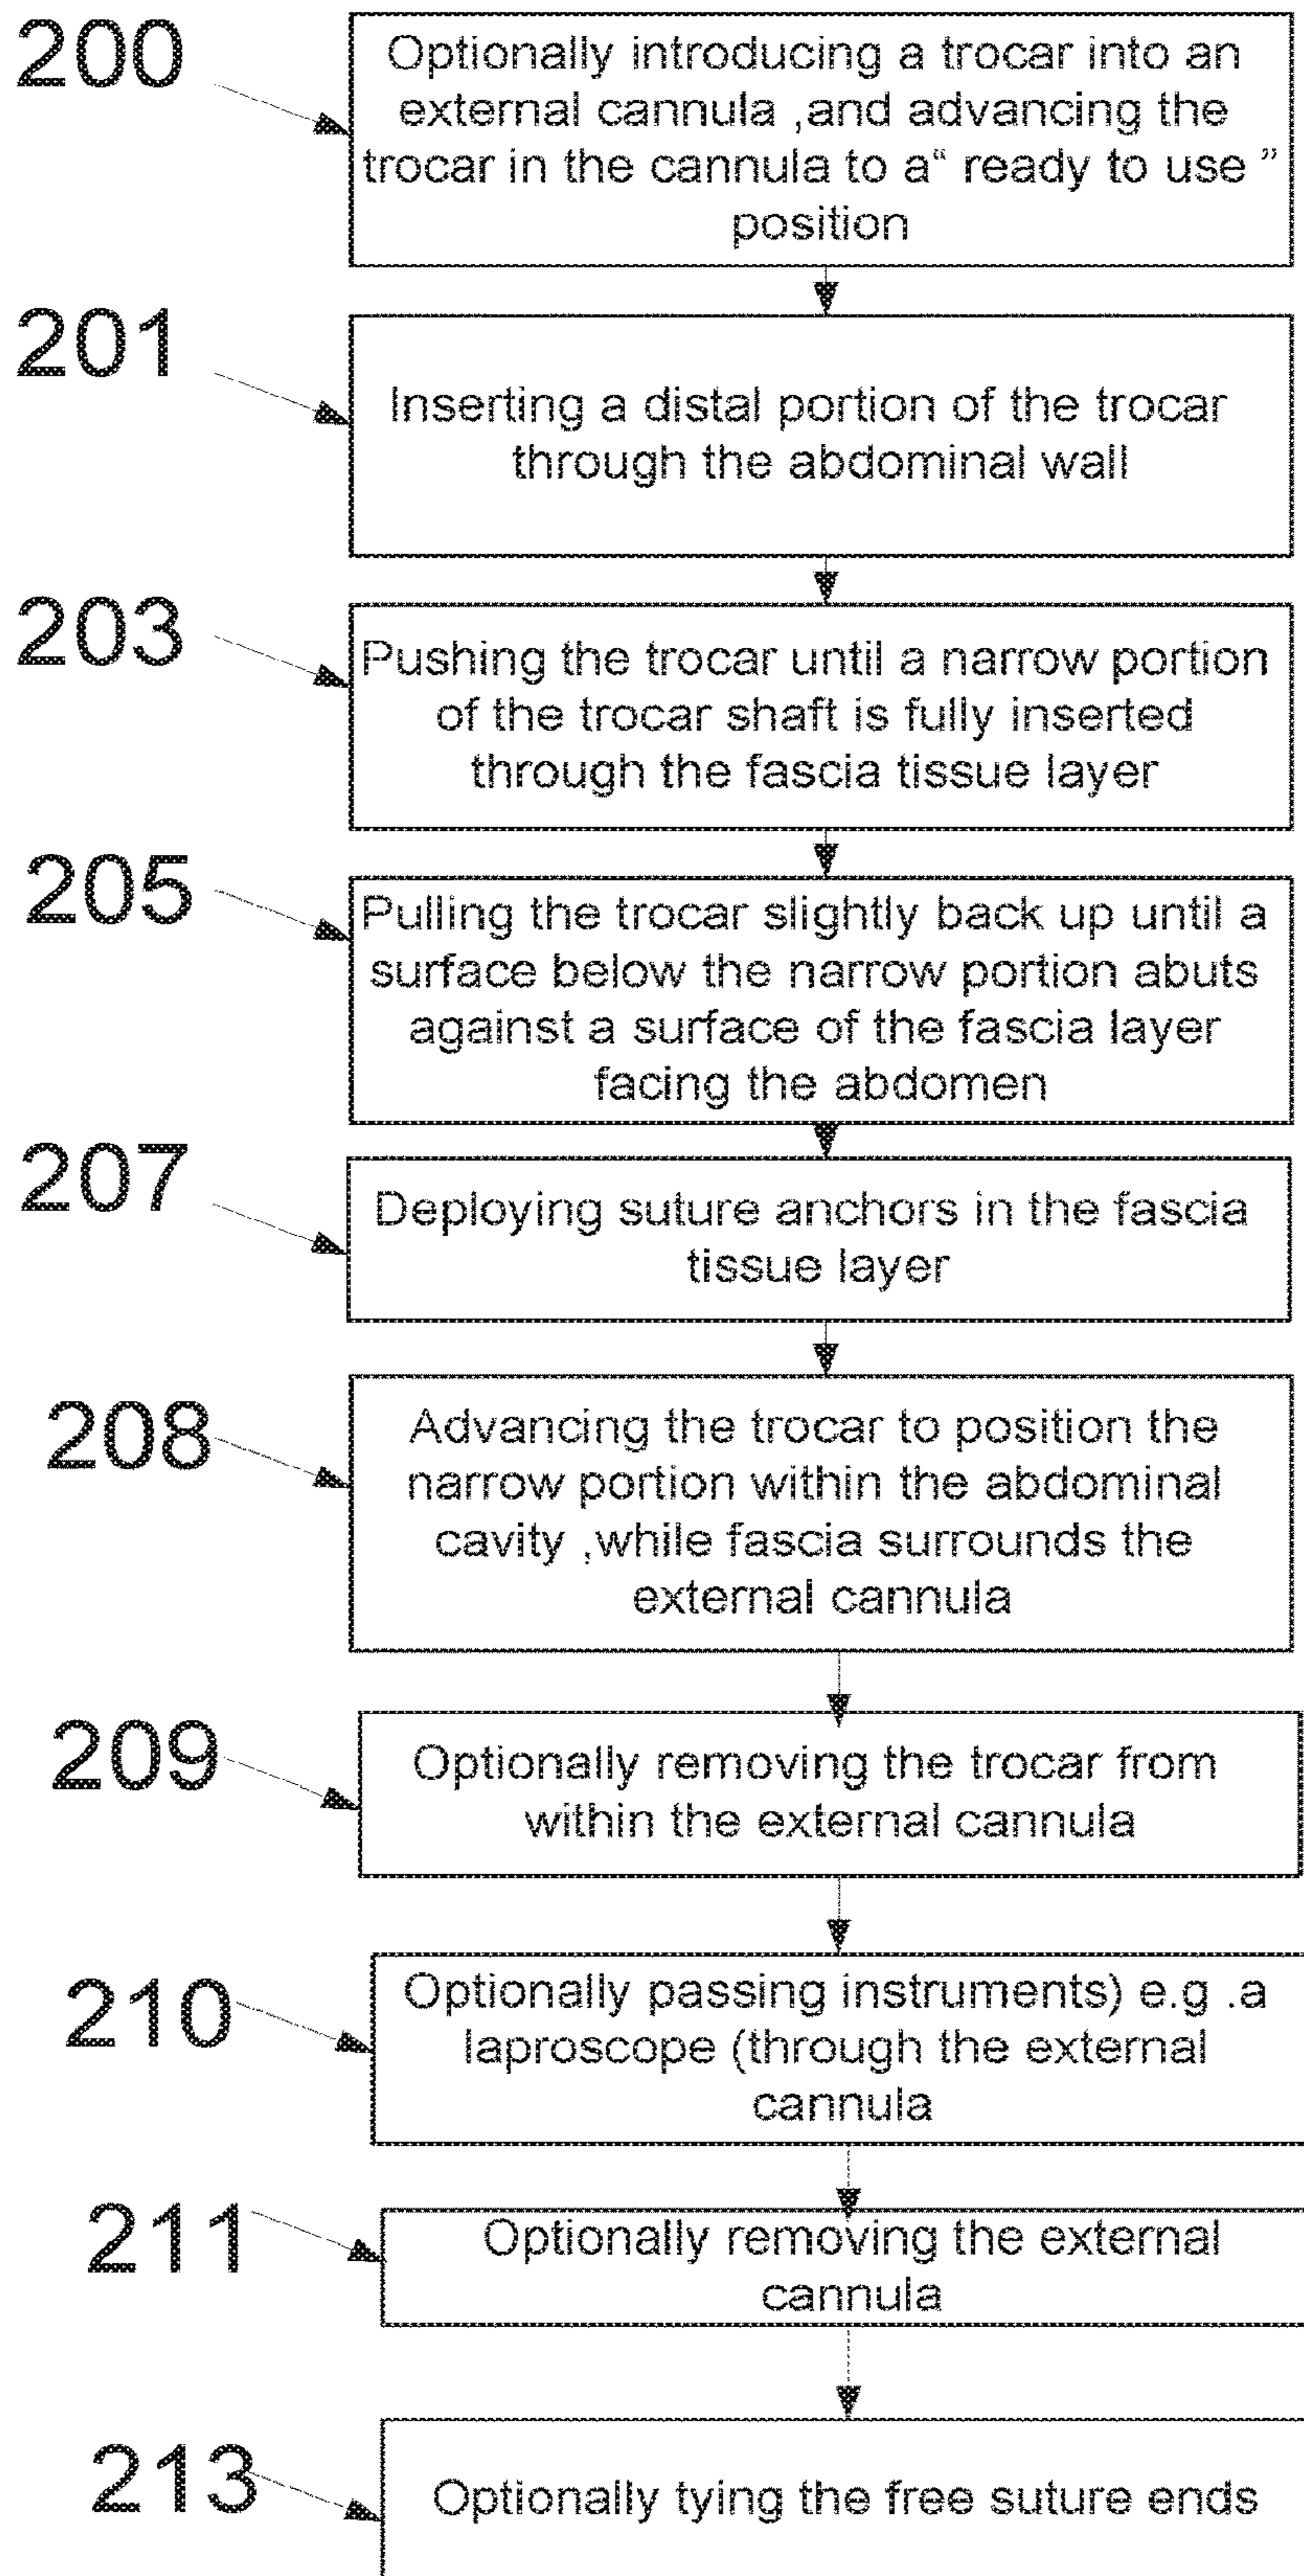 200
Optionally introducing a trocar into an
external cannula ,and advancing the
trocar in the cannula to a“ ready to use ”
position
201
Inserting a distal portion of the trocar
through the abdominal wall
203
Pushing the trocar until a narrow portion
of the trocar shaft is fully inserted
through the fascia tissue layer
205
Pulling the trocar slightly back up until a
surface below the narrow portion abuts
against a surface of the fascia layer
facing the abdomen
207
Deploying suture anchors in the fascia
tissue layer
208
Advancing the trocar to position the
narrow portion within the abdominal
cavity ,while fascia surrounds the
external cannula
209
Optionally removing the trocar from
within the external cannula
210
Optionally passing instruments) e.g .a
laproscope (through the external
cannula
211
Optionally removing the external
cannula
213
Optionally tying the free suture ends